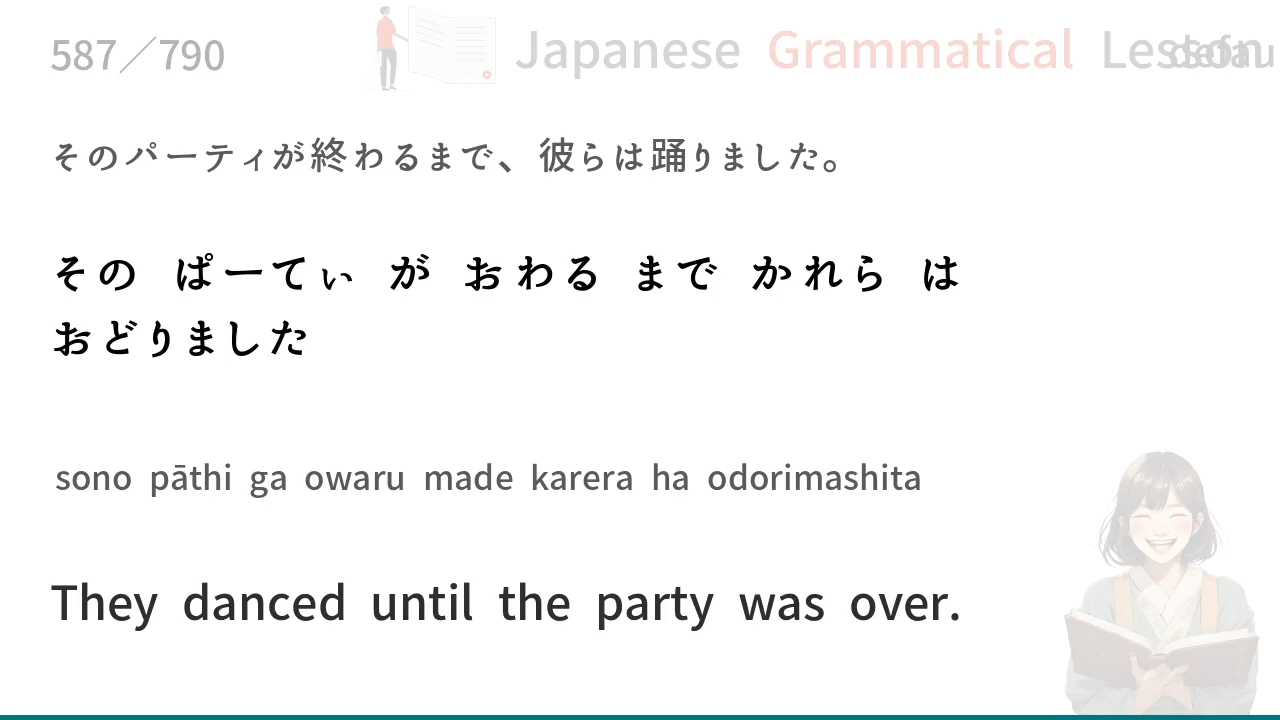 587／790
Japanese Grammatical Lesson
defau
そのパーティが終わるまで、彼らは踊りました。
その ぱーてぃ が おわる まで かれら は
おどりました
sono pāthi ga owaru made karera ha odorimashita
They danced until the party was over.